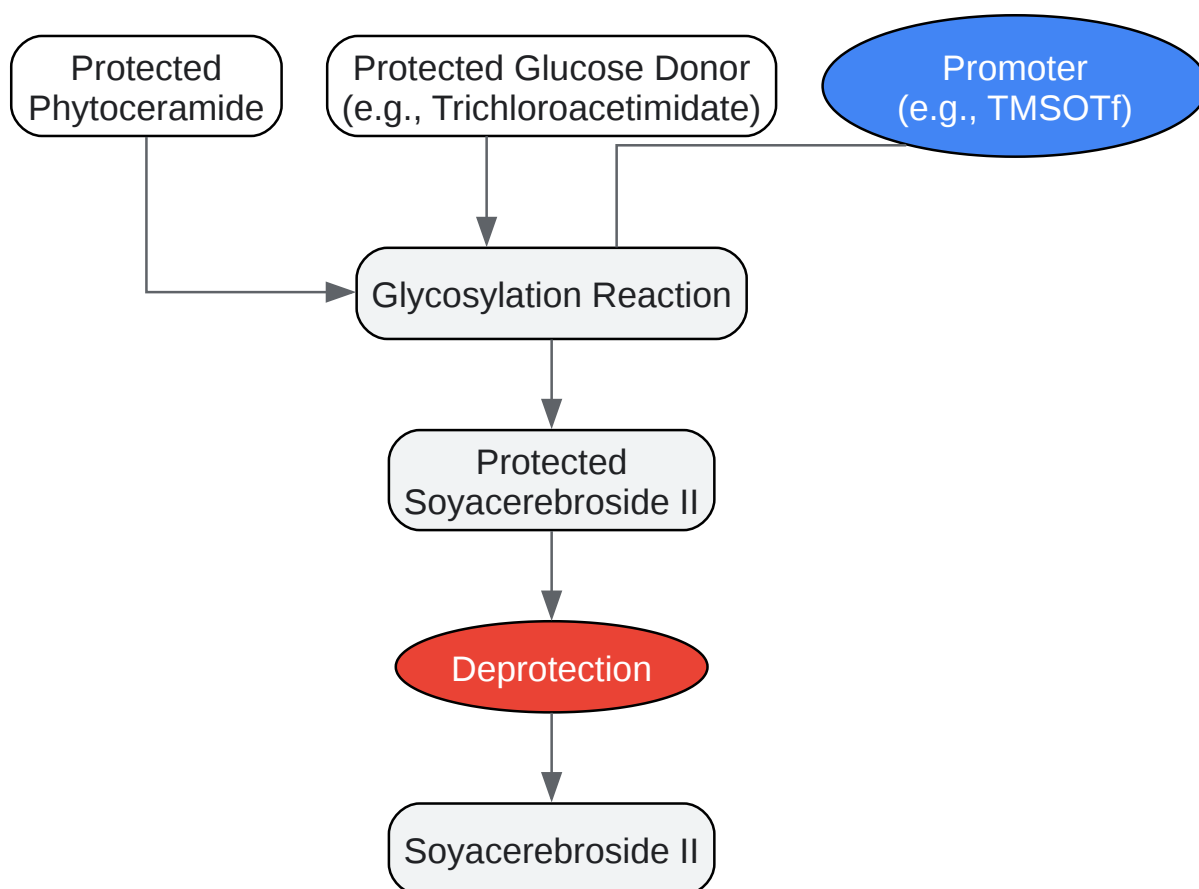 Protected
Phytoceramide
Protected Glucose Donor
(e.g., Trichloroacetimidate)
Promoter
(e.g., TMSOTf)
Glycosylation Reaction
Protected
Soyacerebroside II
Deprotection
Soyacerebroside II